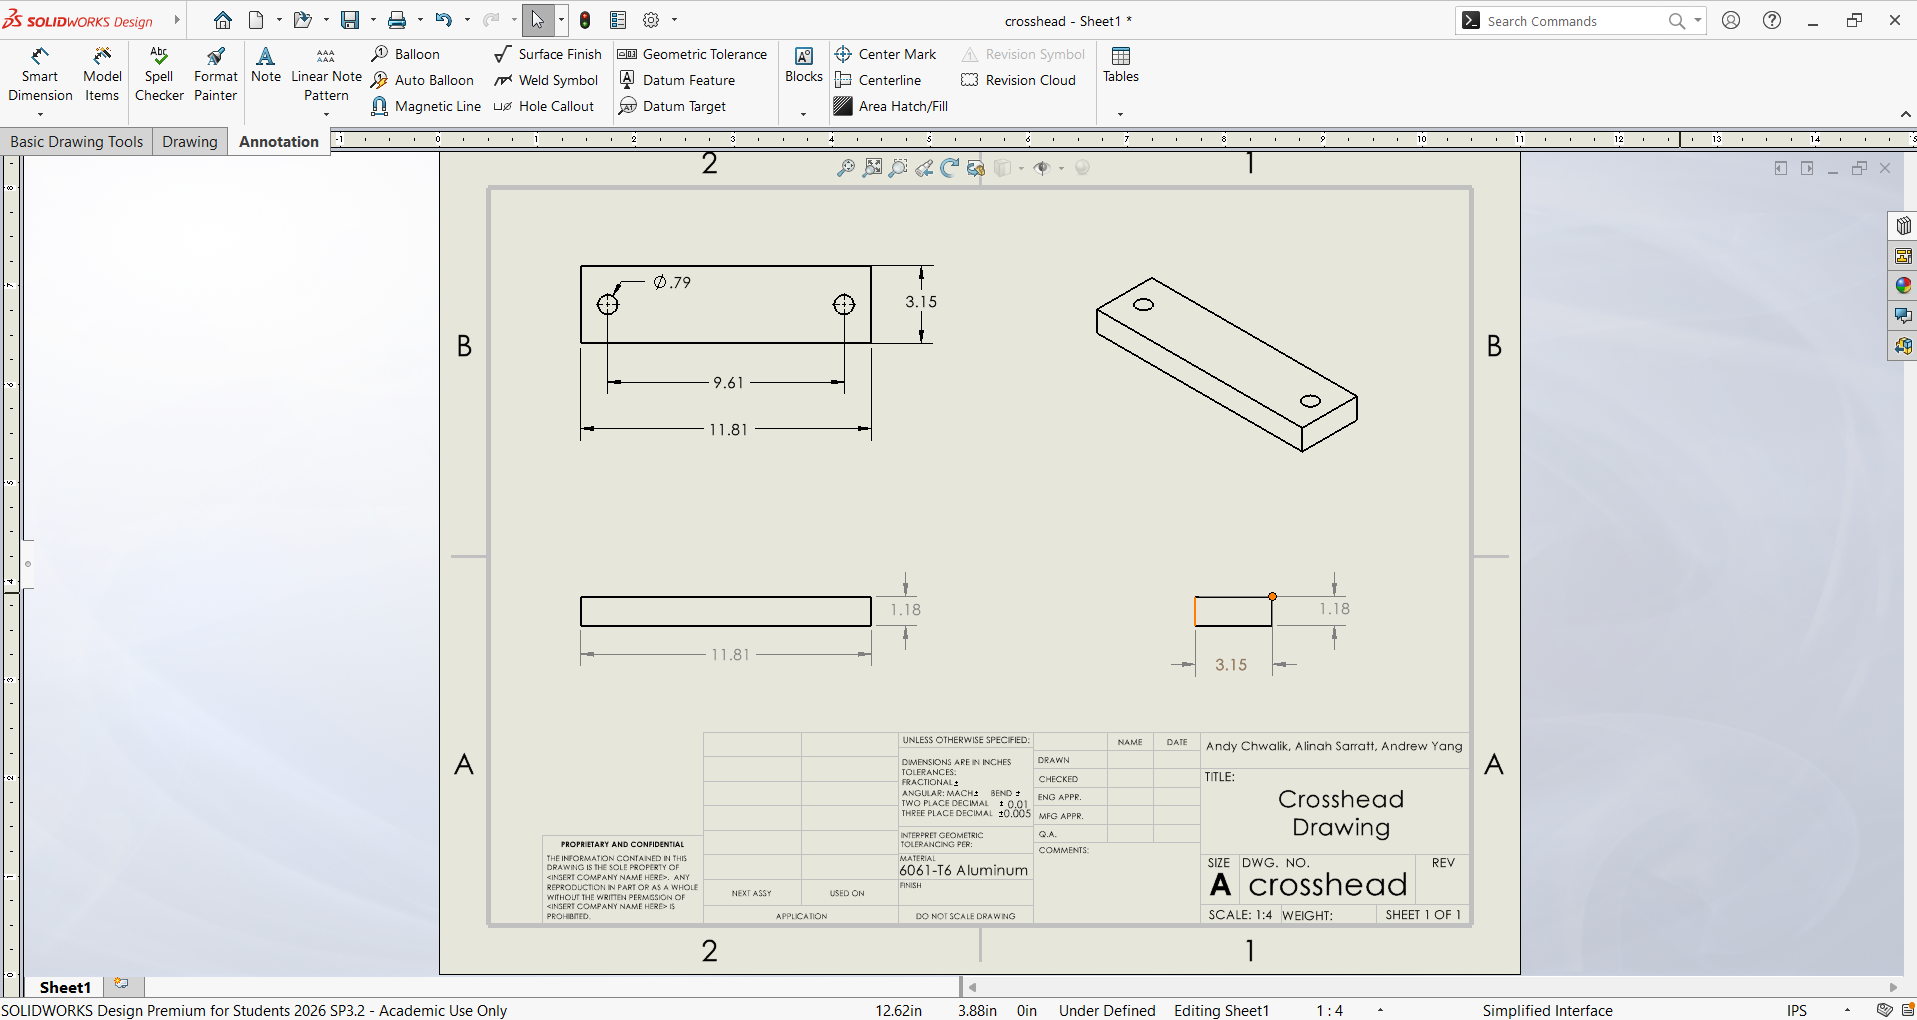 SOLIDWORKS Design
crosshead - Sheet1 *
Search Commands
Smart Dimension
Model Items
Spell Checker
Format Painter
Note
Linear Note Pattern
Balloon
Auto Balloon
Magnetic Line
Surface Finish
Weld Symbol
Hole Callout
Geometric Tolerance
Datum Feature
Datum Target
Blocks
Center Mark
Centerline
Area Hatch/Fill
Revision Symbol
Revision Cloud
Tables
Basic Drawing Tools
Drawing
Annotation
2
1
B
B
Ø.79
3.15
9.61
11.81
1.18
11.81
1.18
3.15
A
A
UNLESS OTHERWISE SPECIFIED:
DIMENSIONS ARE IN INCHES
TOLERANCES:
FRACTIONAL ±
ANGULAR: MACH± BEND ±
TWO PLACE DECIMAL ± 0.01
THREE PLACE DECIMAL ±0.005
INTERPRET GEOMETRIC
TOLERANCING PER:
MATERIAL
6061-T6 Aluminum
FINISH
DO NOT SCALE DRAWING
NAME
DATE
DRAWN
CHECKED
ENG APPR.
MFG APPR.
Q.A.
COMMENTS:
Andy Chwalik, Alinah Sarratt, Andrew Yang
TITLE:
Crosshead
Drawing
SIZE
A
DWG. NO.
crosshead
REV
SCALE: 1:4
WEIGHT:
SHEET 1 OF 1
PROPRIETARY AND CONFIDENTIAL
THE INFORMATION CONTAINED IN THIS
DRAWING IS THE SOLE PROPERTY OF
<INSERT COMPANY NAME HERE>. ANY
REPRODUCTION IN PART OR AS A WHOLE
WITHOUT THE WRITTEN PERMISSION OF
<INSERT COMPANY NAME HERE> IS
PROHIBITED.
NEXT ASSY
USED ON
APPLICATION
2
1
Sheet1
SOLIDWORKS Design Premium for Students 2026 SP3.2 - Academic Use Only
12.62in
3.88in
0in
Under Defined
Editing Sheet1
1 : 4
Simplified Interface
IPS